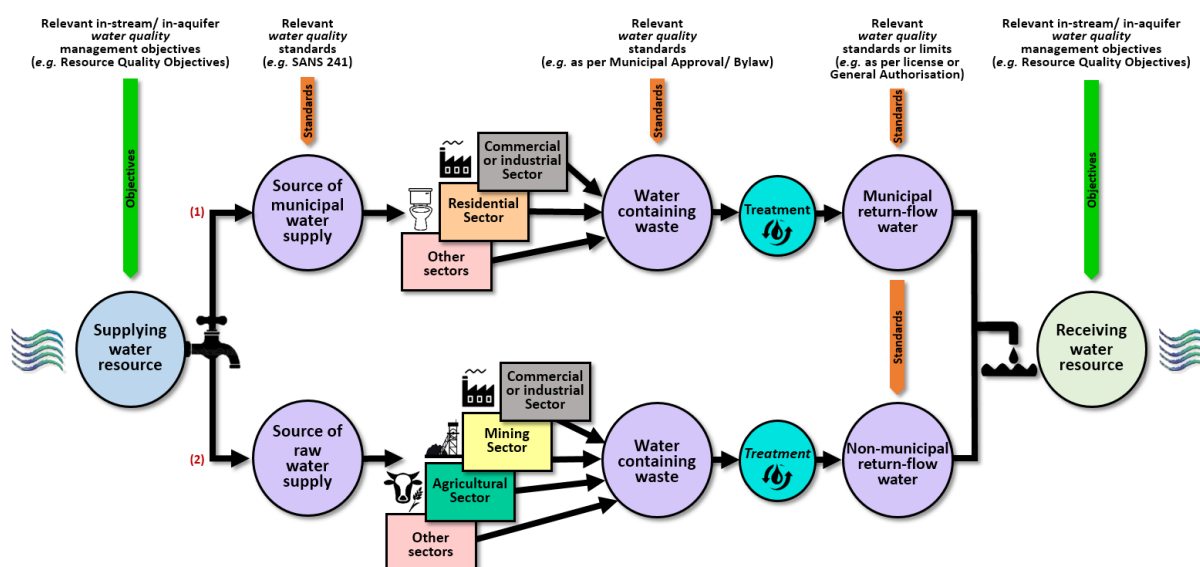 Relevant in-stream/ in-aquifer
water quality
management objectives
(e.g. Resource Quality Objectives)
Relevant
water quality
standards
(e.g. SANS 241)
Relevant
water quality
standards
(e.g. as per Municipal Approval/ Bylaw)
Relevant
water quality
standards or limits
(e.g. as per license or
General Authorisation)
Relevant in-stream/ in-aquifer
water quality
management objectives
(e.g. Resource Quality Objectives)
Objectives
Standards
Standards
Standards
Objectives
(1)
Source of
municipal
water
supply
Commercial
or industrial
Sector
Residential
Sector
Other
sectors
Water
containing
waste
Treatment
Municipal
return-flow
water
Supplying
water
resource
Standards
Receiving
water
resource
(2)
Source of
raw
water
supply
Commercial
or industrial
Sector
Mining
Sector
Agricultural
Sector
Other
sectors
Water
containing
waste
Treatment
Non-municipal
return-flow
water